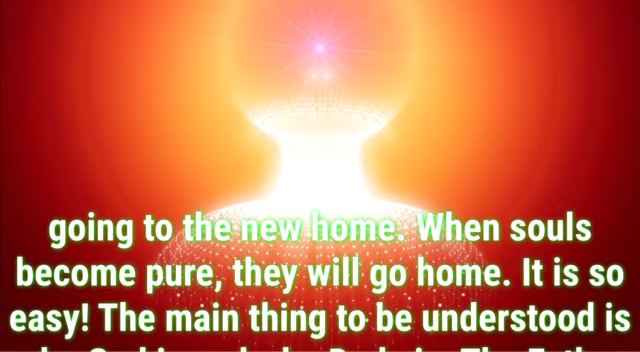 going to the new home. When souls
become pure, they will go home. It is so
easy! The main thing to be understood is